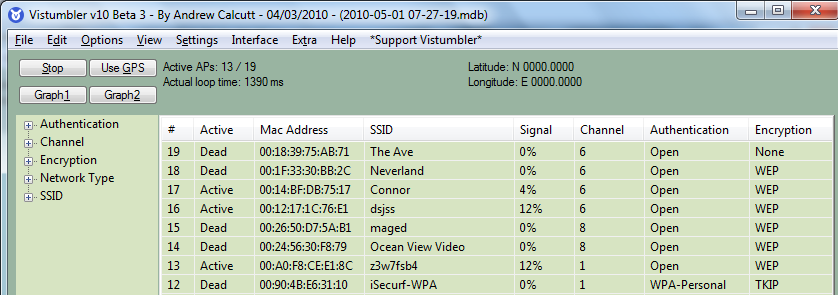 Vistumbler v10 Beta 3 - By Andrew Calcutt - 04/03/2010 - (2010-05-01 07-27-19.mdb)
File Edit Options View Settings Interface Extra Help *Support Vistumbler*
Stop Use GPS Active APs: 13 / 19 Latitude: N 0000.0000
Actual loop time: 1390 ms Longitude: E 0000.0000
Graph1 Graph2
Authentication
Channel
Encryption
Network Type
SSID
# Active Mac Address SSID Signal Channel Authentication Encryption
19 Dead 00:18:39:75:AB:71 The Ave 0% 6 Open None
18 Dead 00:1F:33:30:BB:2C Neverland 0% 6 Open WEP
17 Active 00:14:BF:DB:75:17 Connor 4% 6 Open WEP
16 Active 00:12:17:1C:76:E1 dsjss 12% 6 Open WEP
15 Dead 00:26:50:D7:5A:B1 maged 0% 8 Open WEP
14 Dead 00:24:56:30:F8:79 Ocean View Video 0% 8 Open WEP
13 Active 00:A0:F8:CE:E1:8C z3w7fsb4 12% 1 Open WEP
12 Dead 00:90:4B:E6:31:10 iSecurf-WPA 0% 1 WPA-Personal TKIP